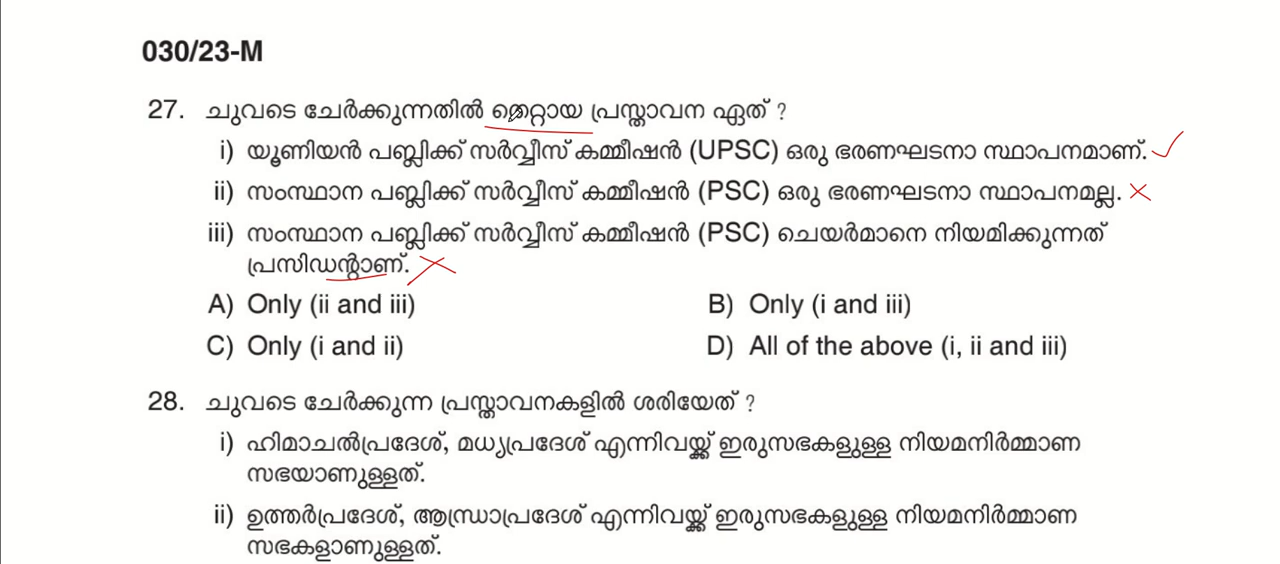 030/23-M
27. ചുവടെ ചേർക്കുന്നതിൽ തെറ്റായ പ്രസ്താവന ഏത് ?
i) യൂണിയൻ പബ്ലിക്ക് സർവ്വീസ് കമ്മീഷൻ (UPSC) ഒരു ഭരണഘടനാ സ്ഥാപനമാണ്.
ii) സംസ്ഥാന പബ്ലിക്ക് സർവ്വീസ് കമ്മീഷൻ (PSC) ഒരു ഭരണഘടനാ സ്ഥാപനമല്ല.
iii) സംസ്ഥാന പബ്ലിക്ക് സർവ്വീസ് കമ്മീഷൻ (PSC) ചെയർമാനെ നിയമിക്കുന്നത്
പ്രസിഡന്റാണ്.
A) Only (ii and iii) B) Only (i and iii)
C) Only (i and ii) D) All of the above (i, ii and iii)
28. ചുവടെ ചേർക്കുന്ന പ്രസ്താവനകളിൽ ശരിയേത് ?
i) ഹിമാചൽപ്രദേശ്, മധ്യപ്രദേശ് എന്നിവയ്ക്ക് ഇരുസഭകളുള്ള നിയമനിർമ്മാണ
സഭയാണുള്ളത്.
ii) ഉത്തർപ്രദേശ്, ആന്ധ്രാപ്രദേശ് എന്നിവയ്ക്ക് ഇരുസഭകളുള്ള നിയമനിർമ്മാണ
സഭകളാണുള്ളത്.